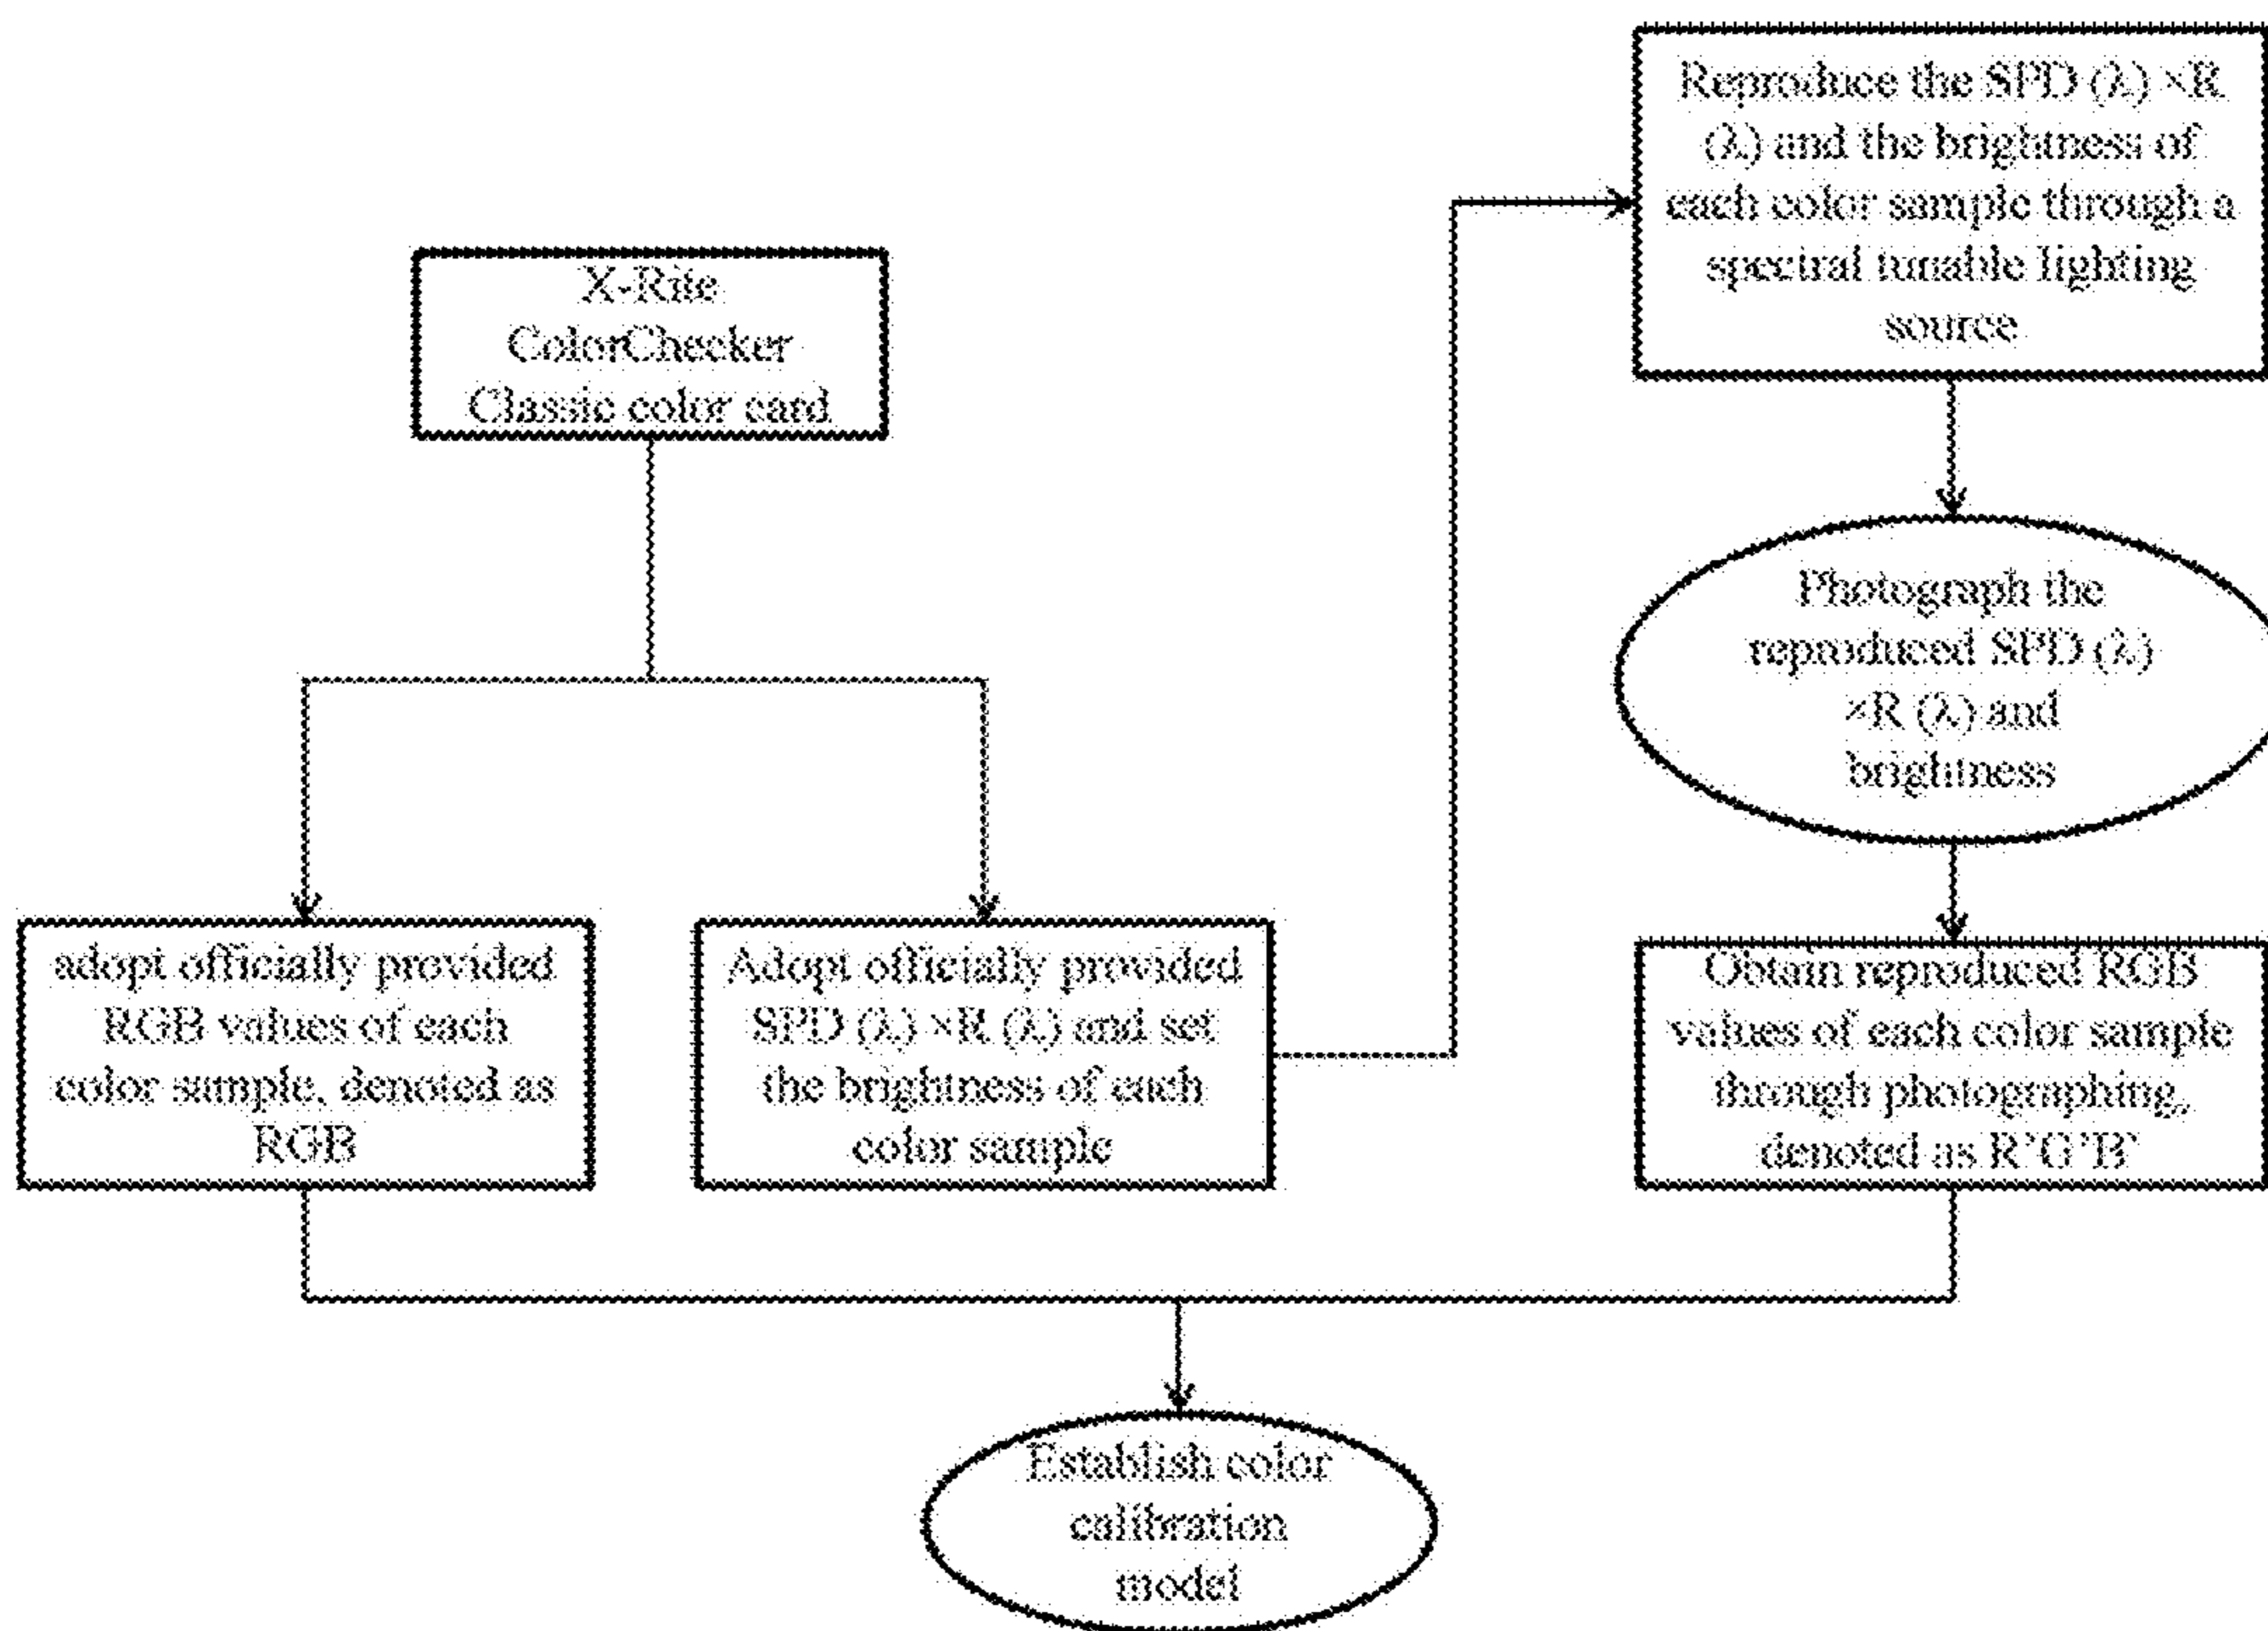 X-Rite
ColorChecker
Classic color card
adopt officially provided
RGB values of each
color sample, denoted as
RGB
Adopt officially provided
SPD (λ) ×R (λ) and set
the brightness of each
color sample
Reproduce the SPD (λ) ×R
(λ) and the brightness of
each color sample through a
spectral tunable lighting
source
Photograph the
reproduced SPD (λ)
×R (λ) and
brightness
Obtain reproduced RGB
values of each color sample
through photographing,
denoted as R’G’B’
Establish color
calibration
model